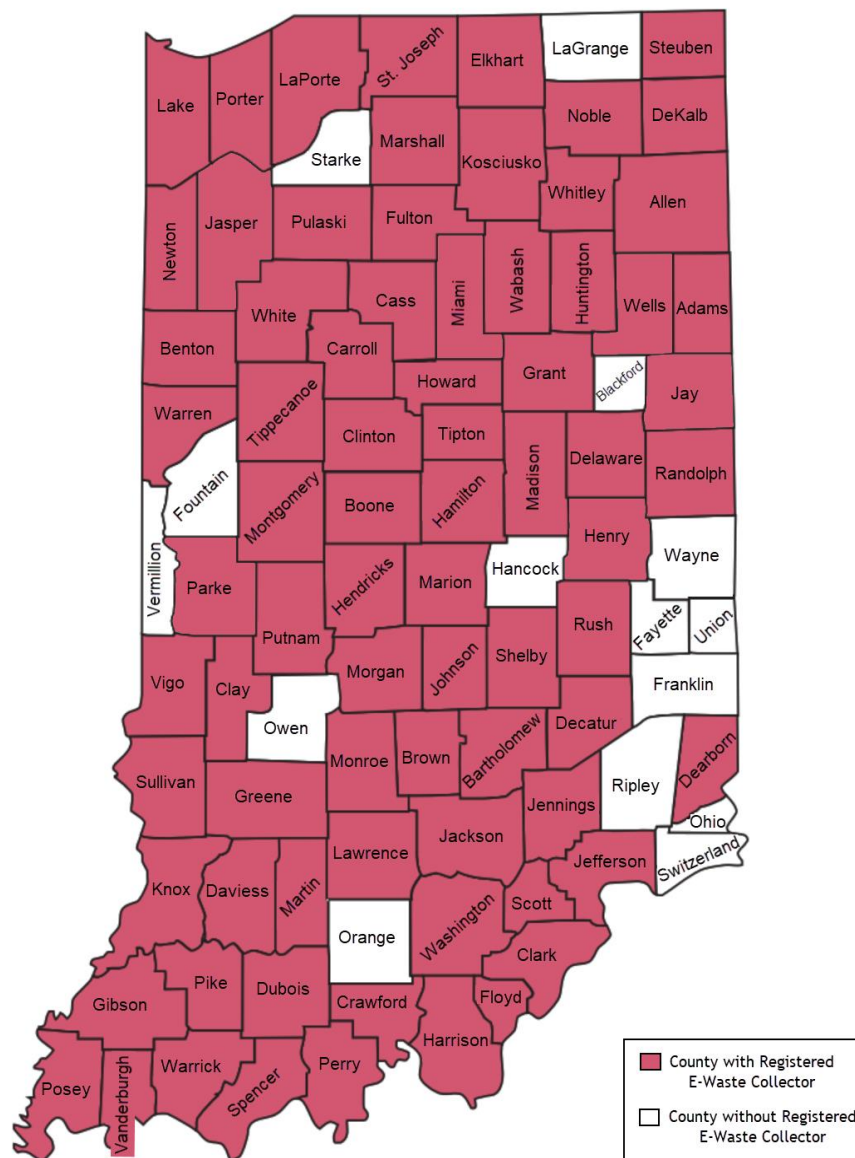 LaGrange
Steuben
St. Joseph
Elkhart
LaPorte
Porter
Lake
Noble
DeKalb
Starke
Marshall
Kosciusko
Whitley
Allen
Newton
Jasper
Pulaski
Fulton
Miami
Wabash
Huntington
Wells
Adams
White
Cass
Benton
Carroll
Howard
Grant
Blackford
Jay
Warren
Tippecanoe
Clinton
Tipton
Madison
Delaware
Randolph
Fountain
Montgomery
Boone
Hamilton
Henry
Wayne
Vermillion
Parke
Hendricks
Marion
Hancock
Putnam
Rush
Fayette
Union
Vigo
Clay
Morgan
Johnson
Shelby
Franklin
Owen
Decatur
Sullivan
Greene
Monroe
Brown
Bartholomew
Jennings
Ripley
Dearborn
Ohio
Switzerland
Knox
Daviess
Martin
Lawrence
Jackson
Jefferson
Scott
Orange
Washington
Clark
Gibson
Pike
Dubois
Crawford
Floyd
Harrison
Posey
Vanderburgh
Warrick
Spencer
Perry
County with Registered
E-Waste Collector
County without Registered
E-Waste Collector